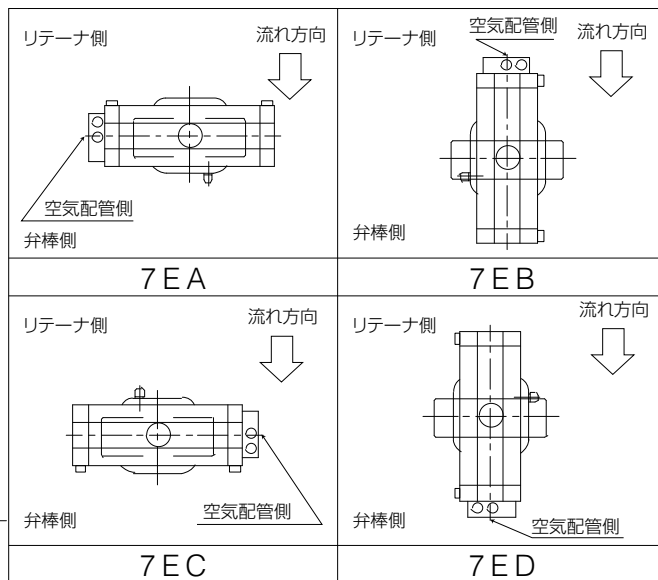 リテーナ側
流れ方向
空気配管側
弁棒側
7EA
リテーナ側
空気配管側
流れ方向
弁棒側
7EB
リテーナ側
流れ方向
空気配管側
弁棒側
7EC
リテーナ側
流れ方向
弁棒側
空気配管側
7ED